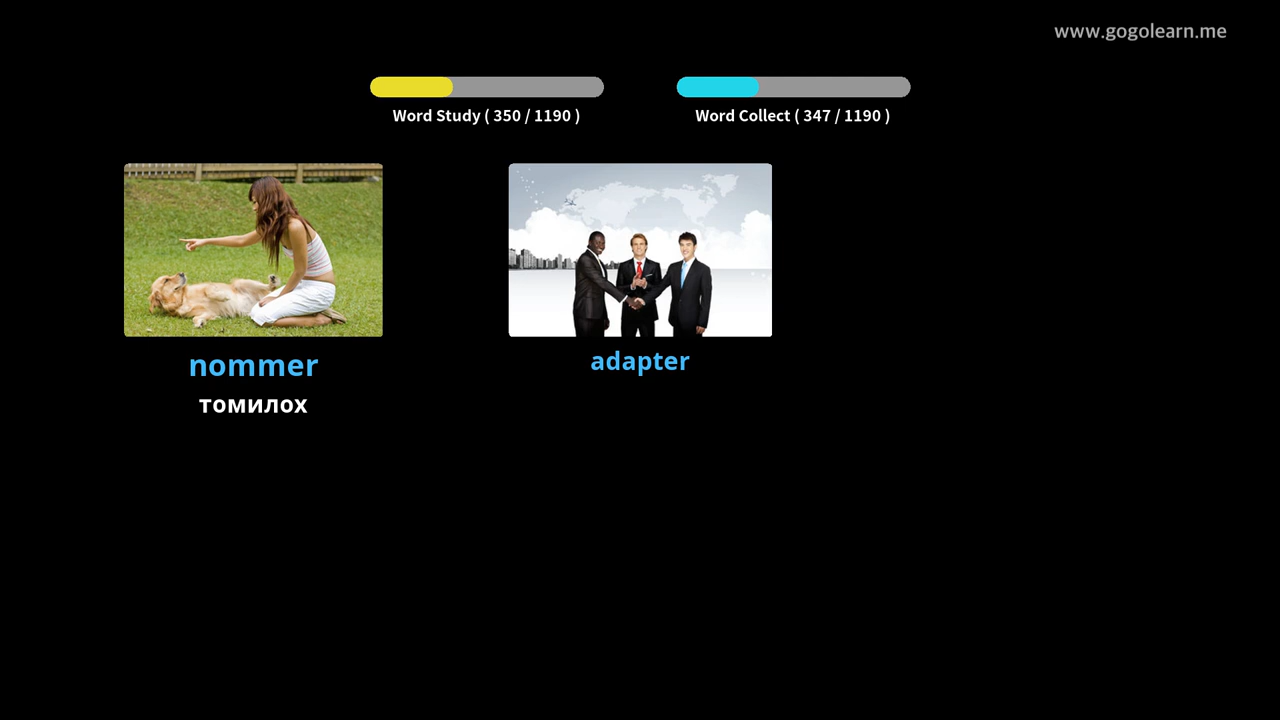 www.gogolearn.me
Word Study ( 350 / 1190 )
Word Collect ( 347 / 1190 )
nommer
томилох
adapter